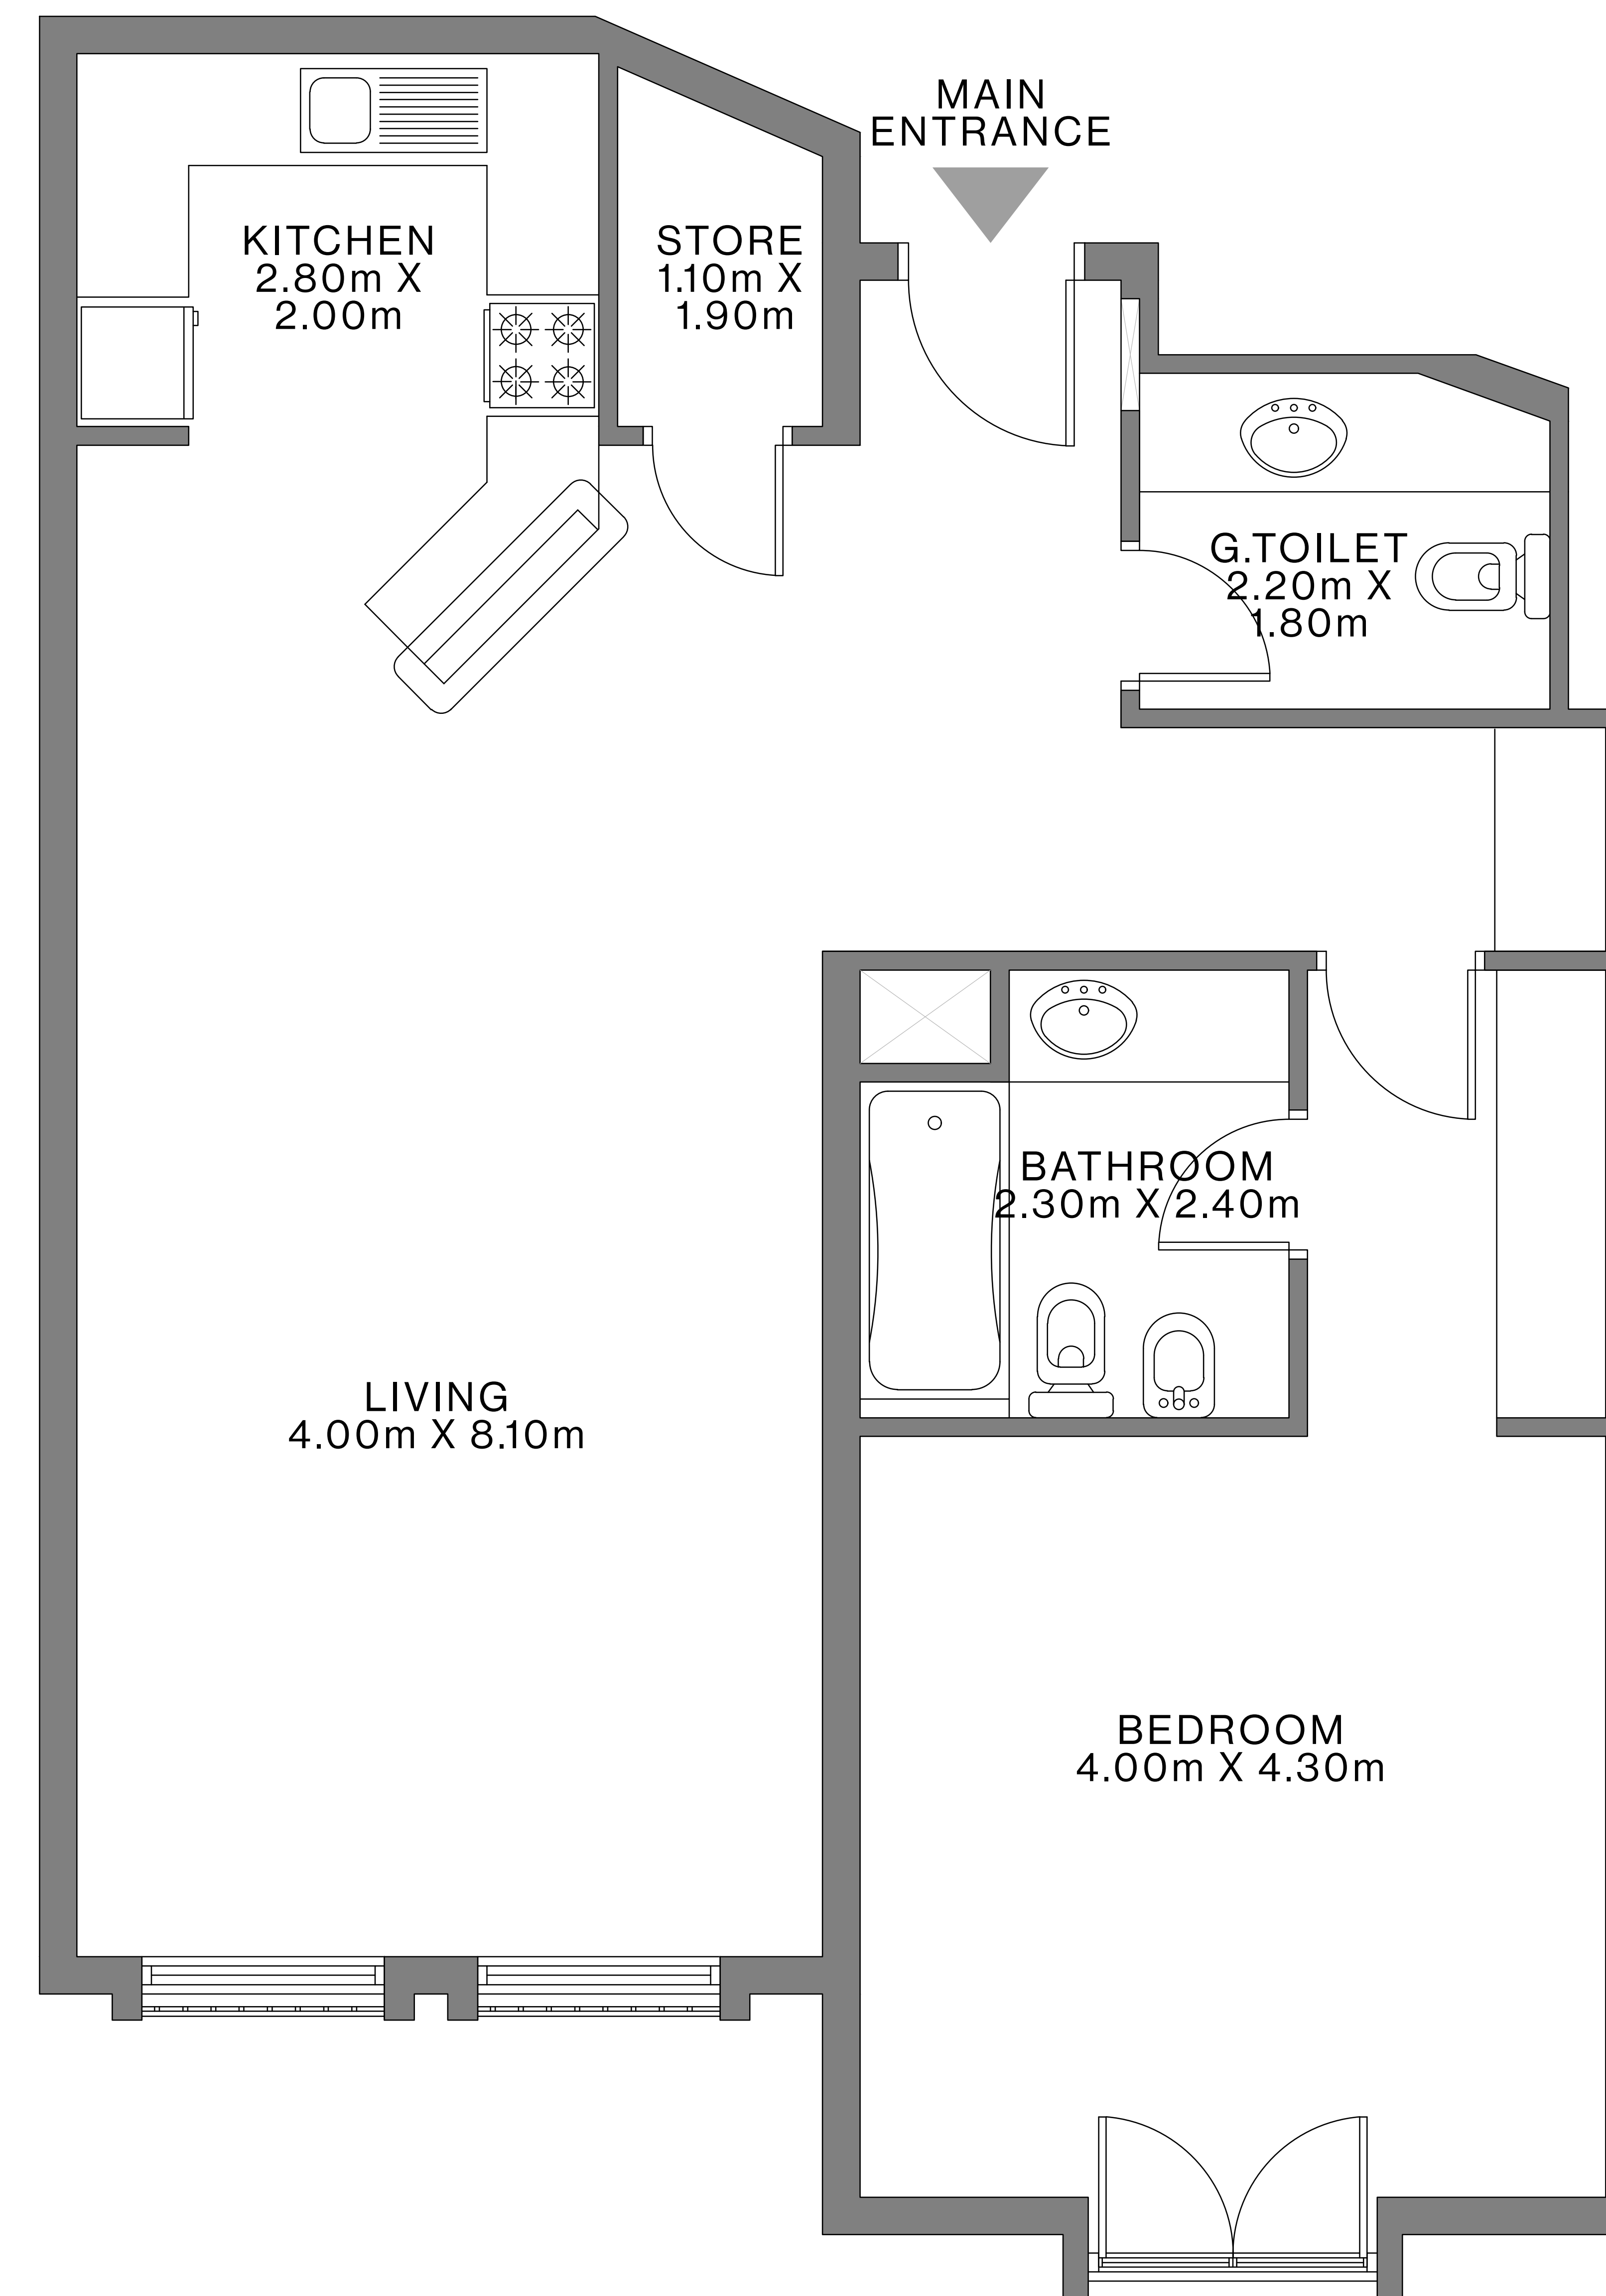 MAIN
ENTRANCE
KITCHEN
2.80m X
2.00m
STORE
1.10m X
1.90m
G.TOILET
2.20m X
1.80m
BATHROOM
2.30m X 2.40m
LIVING
4.00m X 8.10m
BEDROOM
4.00m X 4.30m